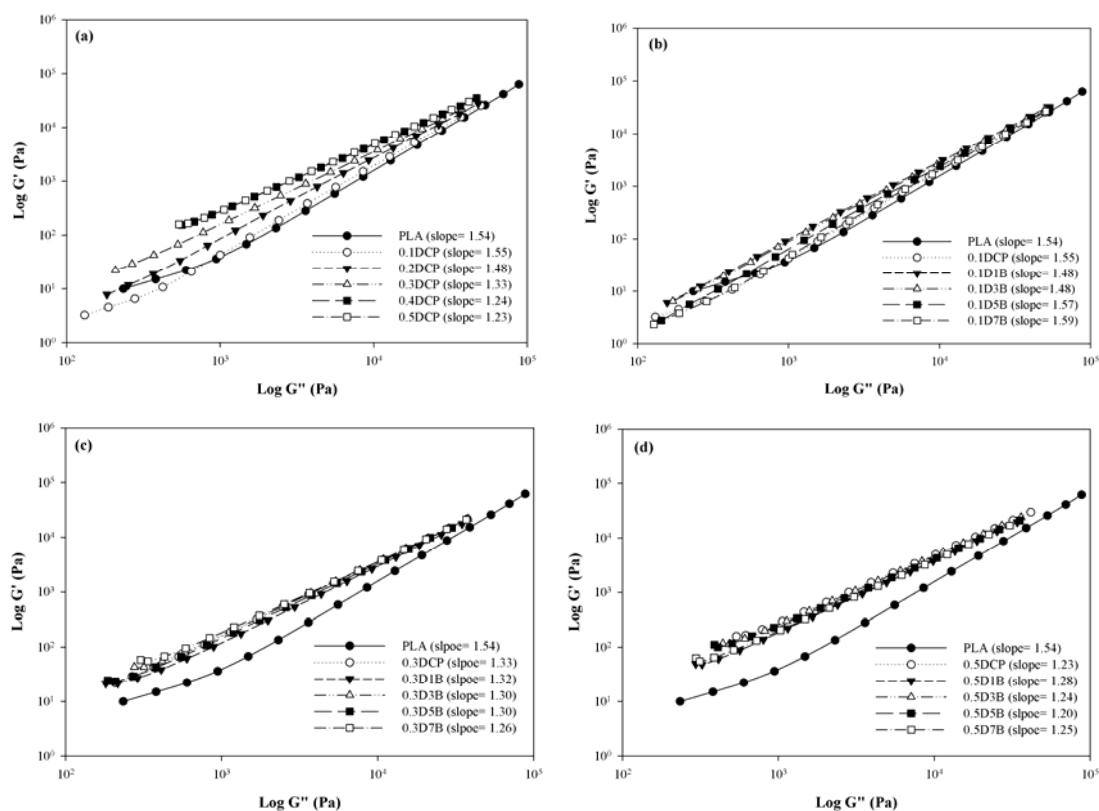 (a)
10⁶
10⁵
10⁴
10³
10²
10¹
10⁰
Log G' (Pa)
PLA (slope= 1.54)
0.1DCP (slope= 1.55)
0.2DCP (slope= 1.48)
0.3DCP (slope= 1.33)
0.4DCP (slope= 1.24)
0.5DCP (slope= 1.23)
10² 10³ 10⁴ 10⁵
Log G" (Pa)
(b)
10⁶
10⁵
10⁴
10³
10²
10¹
10⁰
Log G' (Pa)
PLA (slope= 1.54)
0.1DCP (slope= 1.55)
0.1D1B (slope= 1.48)
0.1D3B (slope=1.48)
0.1D5B (slope= 1.57)
0.1D7B (slope= 1.59)
10² 10³ 10⁴ 10⁵
Log G" (Pa)
(c)
10⁶
10⁵
10⁴
10³
10²
10¹
10⁰
Log G' (Pa)
PLA (slpoe= 1.54)
0.3DCP (slpoe= 1.33)
0.3D1B (slpoe= 1.32)
0.3D3B (slpoe= 1.30)
0.3D5B (slpoe= 1.30)
0.3D7B (slpoe= 1.26)
10² 10³ 10⁴ 10⁵
Log G" (Pa)
(d)
10⁶
10⁵
10⁴
10³
10²
10¹
10⁰
Log G' (Pa)
PLA (slpoe= 1.54)
0.5DCP (slpoe= 1.23)
0.5D1B (slpoe= 1.28)
0.5D3B (slpoe= 1.24)
0.5D5B (slpoe= 1.20)
0.5D7B (slpoe= 1.25)
10² 10³ 10⁴ 10⁵
Log G" (Pa)